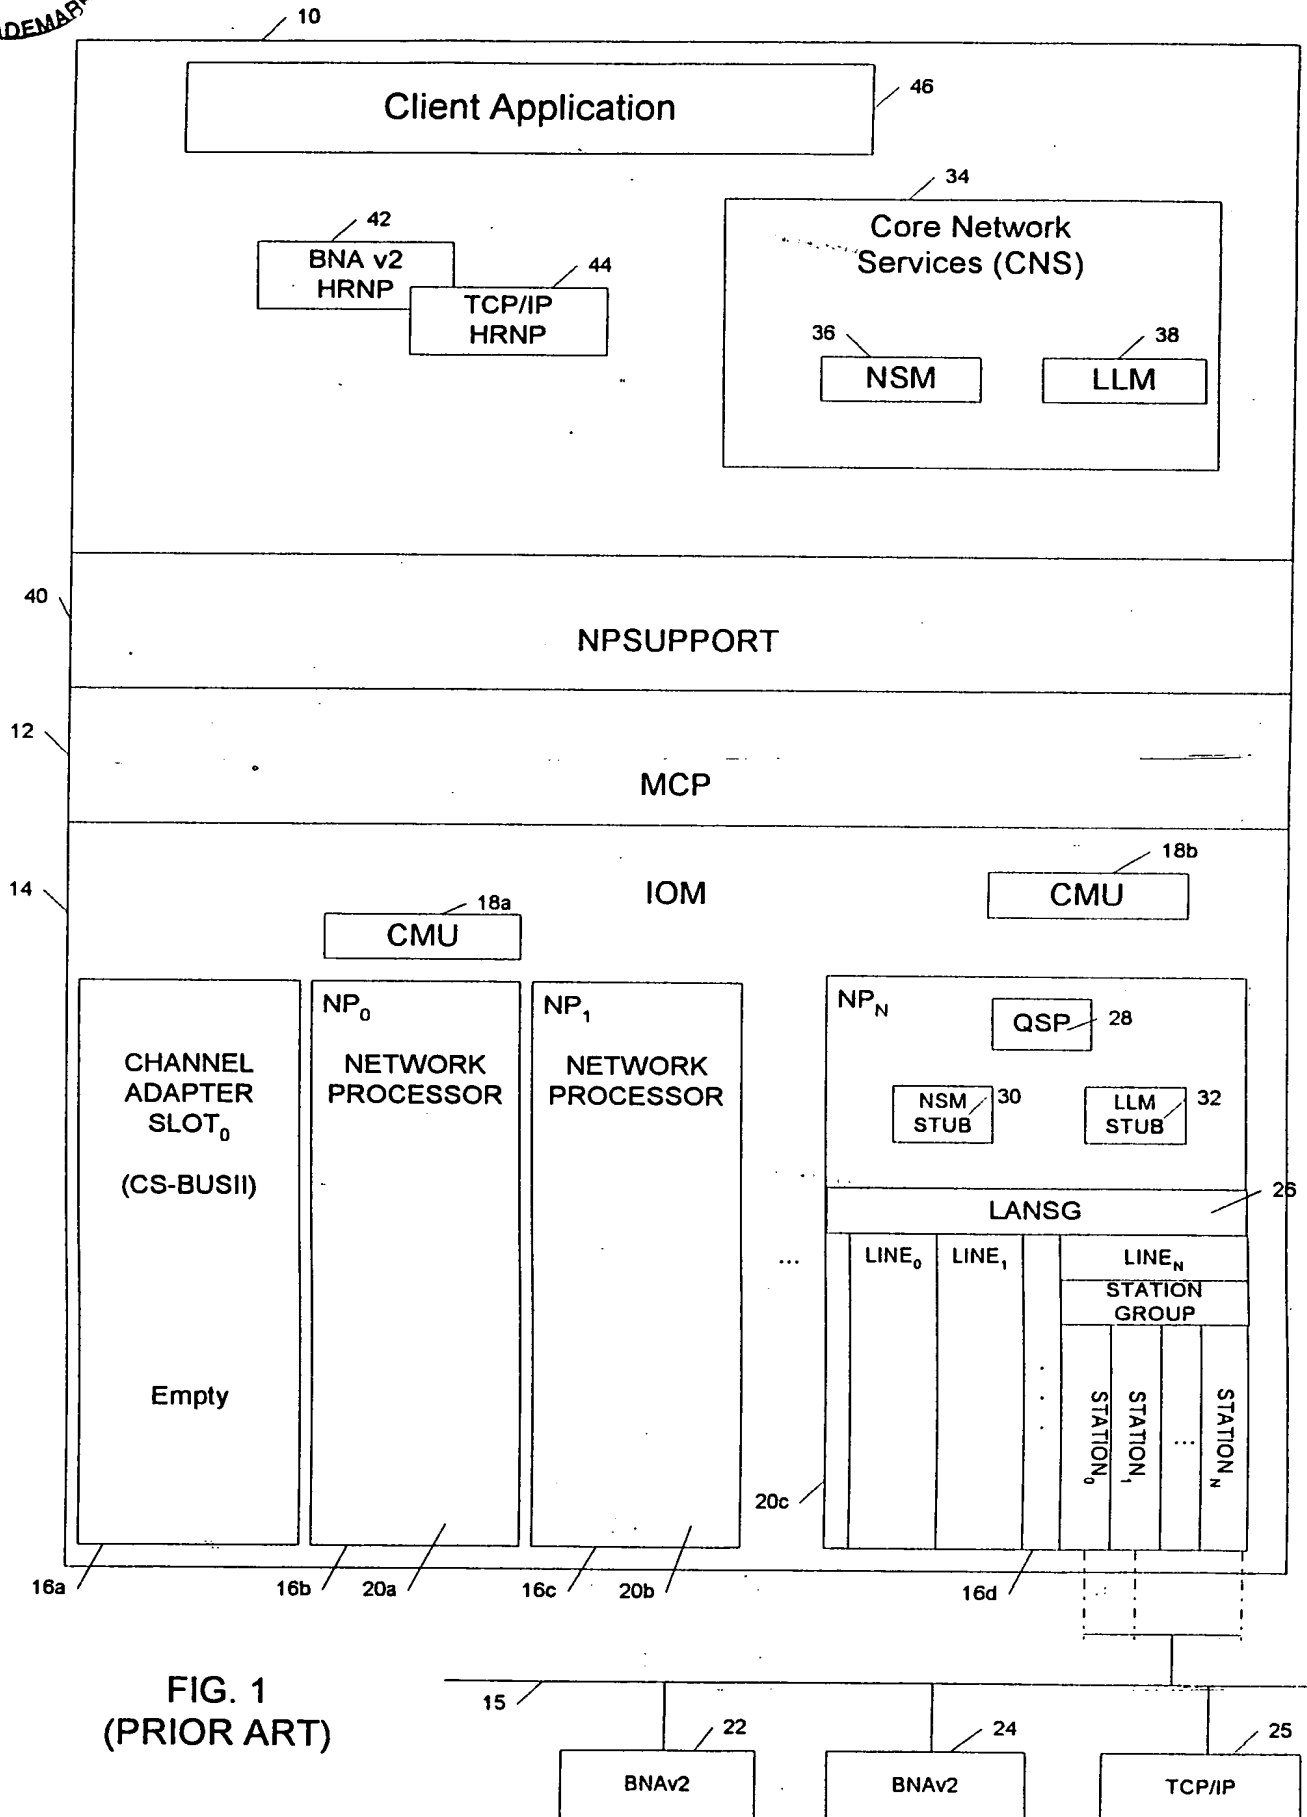 10
Client Application
46
34
Core Network
Services (CNS)
42
BNA v2
HRNP
44
TCP/IP
HRNP
36
NSM
38
LLM
40
NPSUPPORT
12
MCP
14
IOM
18b
CMU
18a
CMU
CHANNEL
ADAPTER
SLOT0
(CS-BUSII)
Empty
NP0
NETWORK
PROCESSOR
NP1
NETWORK
PROCESSOR
...
NPN
QSP
28
NSM
STUB
30
LLM
STUB
32
26
LANSG
LINE0
LINE1
...
LINEN
STATION
GROUP
STATION0
STATION1
...
STATIONN
20c
16a
16b
20a
16c
20b
16d
FIG. 1
(PRIOR ART)
15
22
BNAv2
24
BNAv2
25
TCP/IP